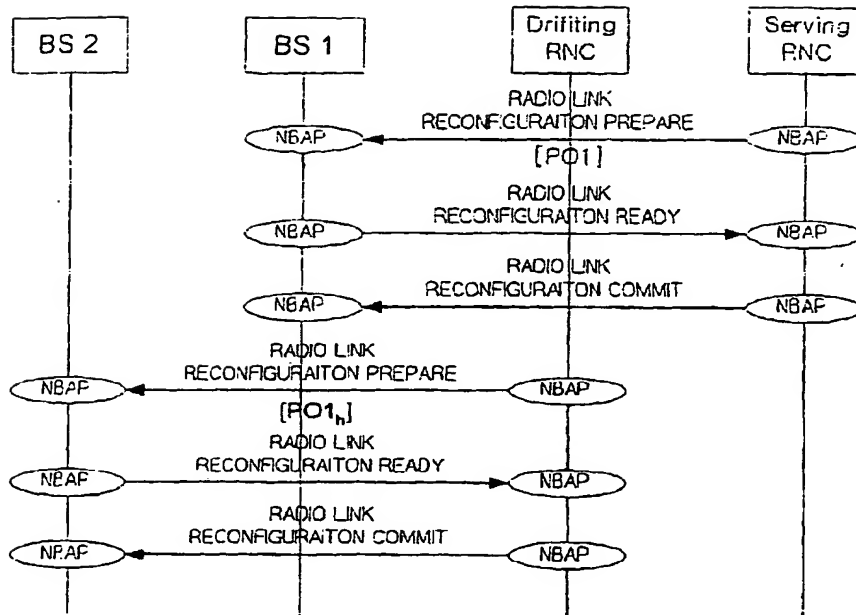 BS 2
BS 1
Drifiting
RNC
Serving
RNC
RADIO LINK
RECONFIGURAITON PREPARE
NBAP
NBAP
[PO1]
RADIO LINK
RECONFIGURAITON READY
NBAP
NBAP
RADIO LINK
RECONFIGURAITON COMMIT
NBAP
NBAP
RADIO LINK
RECONFIGURAITON PREPARE
NBAP
NBAP
[PO1h]
RADIO LINK
RECONFIGURAITON READY
NBAP
NBAP
RADIO LINK
RECONFIGURAITON COMMIT
NBAP
NBAP